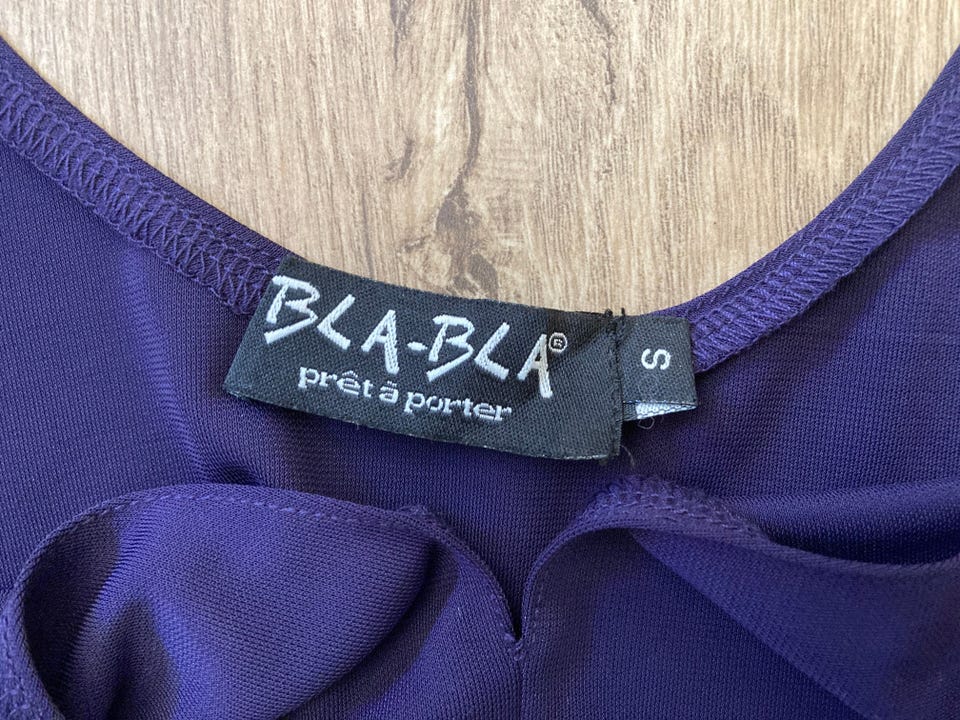 BLA-BLA®
prêt à porter
S